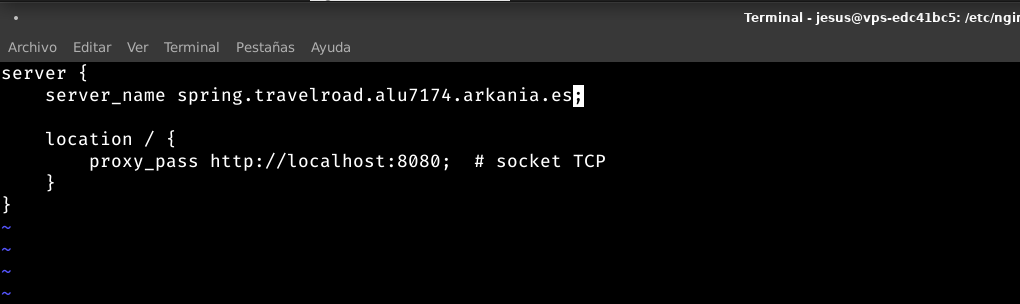 Terminal - jesus@vps-edc41bc5: /etc/ngin
Archivo Editar Ver Terminal Pestañas Ayuda
server {
    server_name spring.travelroad.alu7174.arkania.es;
    location / {
        proxy_pass http://localhost:8080;  # socket TCP
    }
}
~
~
~
~